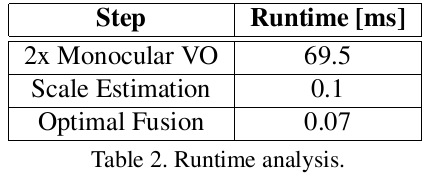 Step Runtime [ms]
2x Monocular VO 69.5
Scale Estimation 0.1
Optimal Fusion 0.07
Table 2. Runtime analysis.